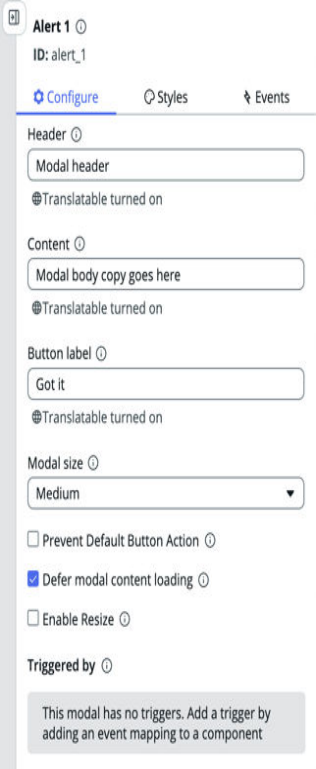 Alert 1
ID: alert_1
Configure Styles Events
Header
Modal header
Translatable turned on
Content
Modal body copy goes here
Translatable turned on
Button label
Got it
Translatable turned on
Modal size
Medium
Prevent Default Button Action
Defer modal content loading
Enable Resize
Triggered by
This modal has no triggers. Add a trigger by
adding an event mapping to a component